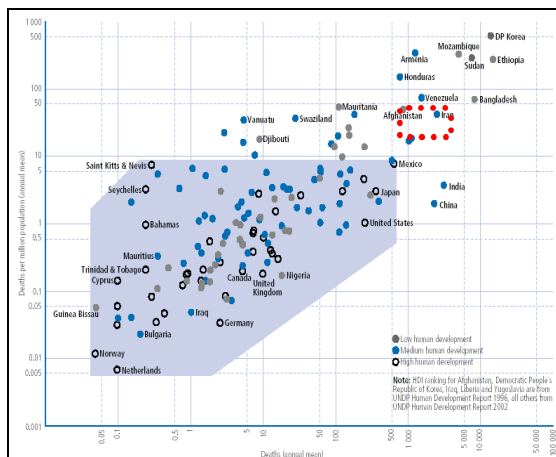 1 000
500
100
50
10
5
1
0,5
0,1
0,05
0,01
0,005
0.001
Deaths per million population (annual mean)
DP Korea
Mozambique
Armenia
Sudan
Ethiopia
Honduras
Venezuela
Bangladesh
Mauritania
Afghanistan
Iran
Vanuatu
Swaziland
Djibouti
Saint Kitts & Nevis
Mexico
Seychelles
Japan
India
China
Bahamas
United States
Mauritius
Trinidad & Tobago
Cyprus
Canada
United
Kingdom
Nigeria
Guinea Bissau
Iraq
Germany
Bulgaria
Norway
Netherlands
Low human development
Medium human development
High human development
Note: HDI ranking for Afghanistan, Democratic People's
Republic of Korea, Iraq, Liberia and Yugoslavia are from
UNDP Human Development Report 1996, all others from
UNDP Human Development Report 2002
0,05
0,1
0,5
1
5
10
50
100
500
1 000
5 000
10 000
100 000
Deaths (annual mean)